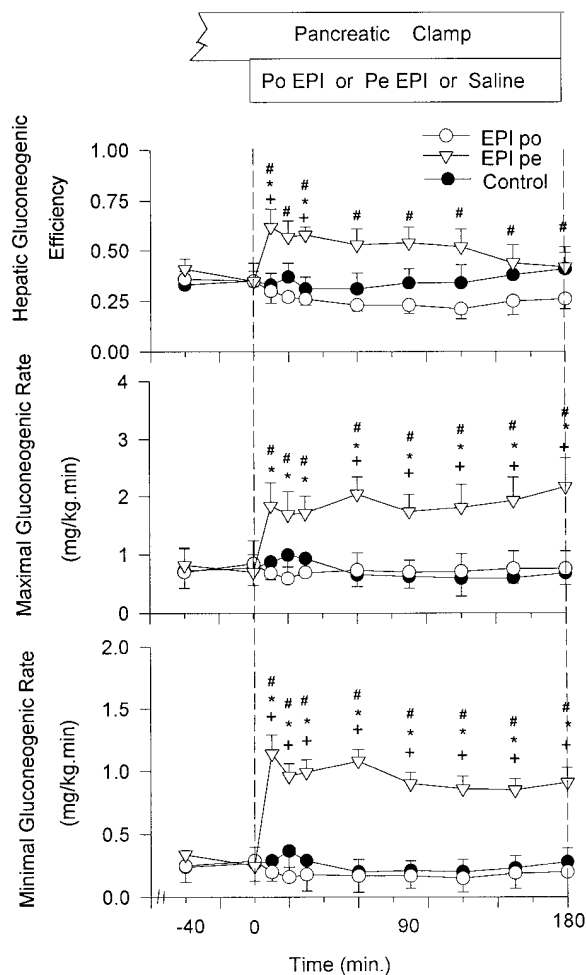 Pancreatic Clamp
Po EPI or Pe EPI or Saline
EPI po
EPI pe
Control
Hepatic Gluconeogenic
Efficiency
1.00
0.75
0.50
0.25
0.00
# # # # # # # #
* *
+ +
Maximal Gluconeogenic Rate
(mg/kg.min)
4
3
2
1
0
# # # # # # # #
* * * * * * * *
+ + + + +
Minimal Gluconeogenic Rate
(mg/kg.min)
2.0
1.5
1.0
0.5
0.0
# # # # # # # #
* * * * * * * *
+ + + + + + + +
-40 0 90 180
Time (min.)